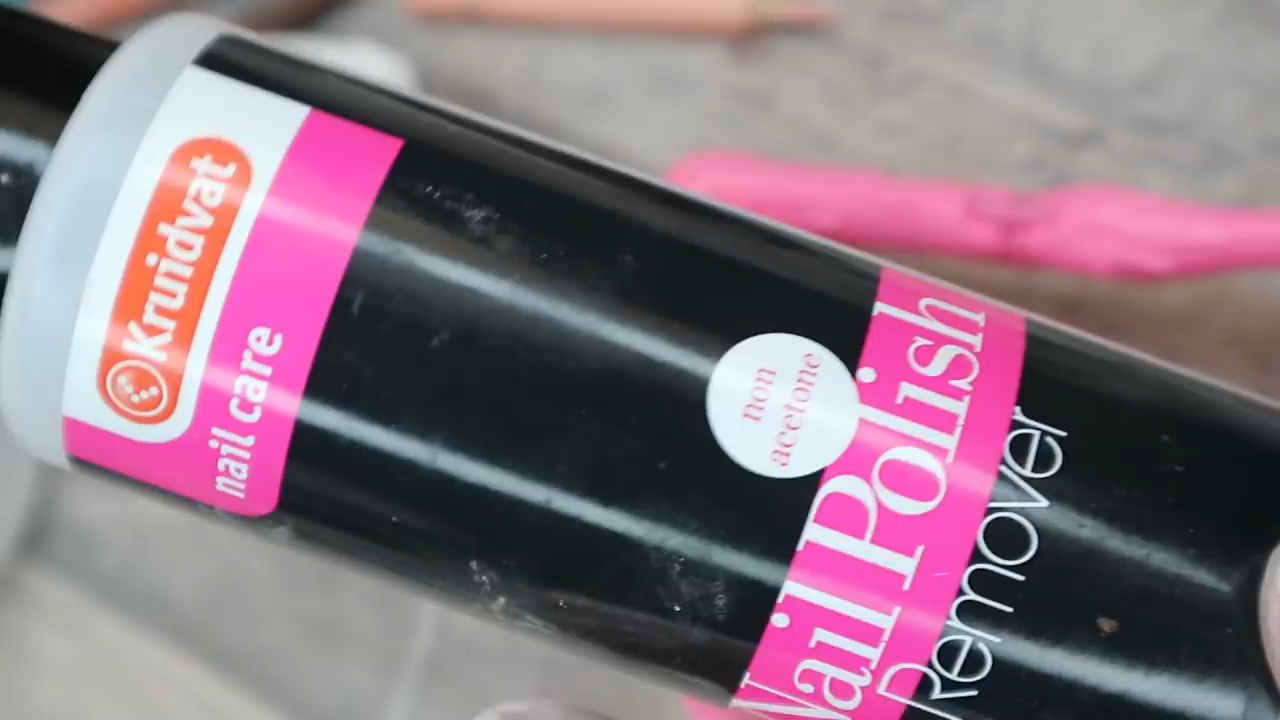 Kruidvat
nail care
non
acetone
Nail Polish
Remover